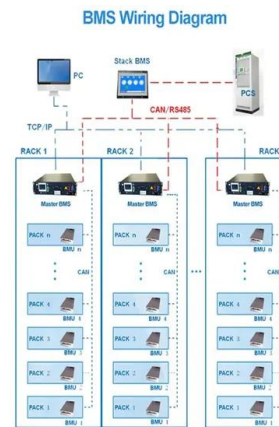 BMS Wiring Diagram
PC
Stack BMS
PCS
CAN/RS485
TCP/IP
RACK 1
RACK 2
RACK
Master BMS
Master BMS
Master BMS
PACK n
PACK n
PACK n
BMU n
BMU n
BMU n
CAN
CAN
CAN
PACK 4
PACK 4
PACK 4
BMU 4
BMU 4
BMU 4
PACK 3
PACK 3
PACK 3
BMU 3
BMU 3
BMU 3
PACK 2
PACK 2
PACK 2
BMU 2
BMU 2
BMU 2
PACK 1
PACK 1
PACK 1
BMU 1
BMU 1
BMU 1